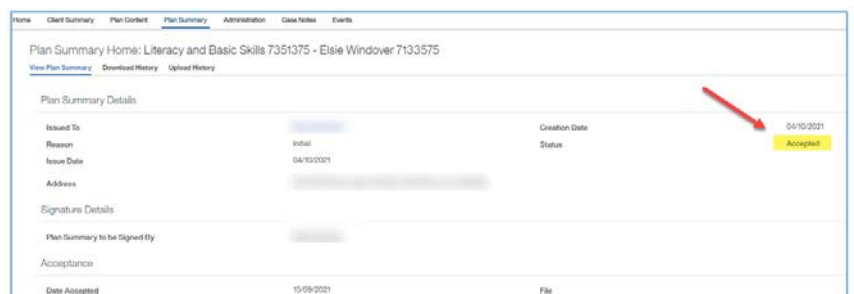 Home Client Summary Plan Content Plan Summary Administration Case Notes Events
Plan Summary Home: Literacy and Basic Skills 7351375 - Elsie Windover 7133575
View Plan Summary Download History Upload History
Plan Summary Details
Issued To Creation Date 04/10/2021
Reason Initial Status Accepted
Issue Date 04/10/2021
Address
Signature Details
Plan Summary to be Signed By
Acceptance
Date Accepted 15/09/2021 File